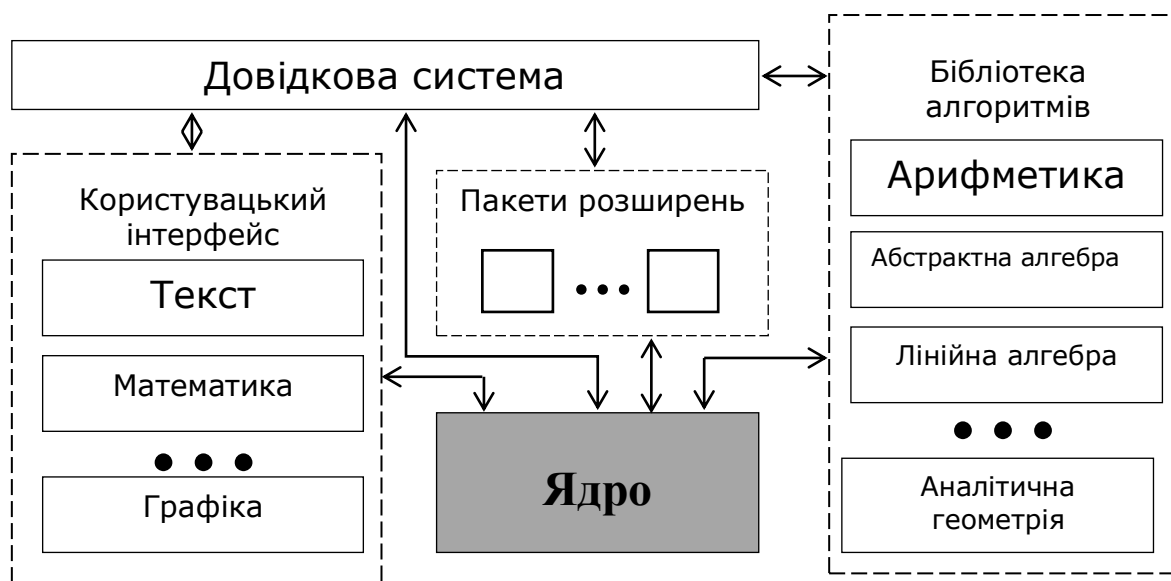 Довідкова система
Користувацький
інтерфейс
Текст
Математика
Графіка
Пакети розширень
Ядро
Бібліотека
алгоритмів
Арифметика
Абстрактна алгебра
Лінійна алгебра
Аналітична
геометрія